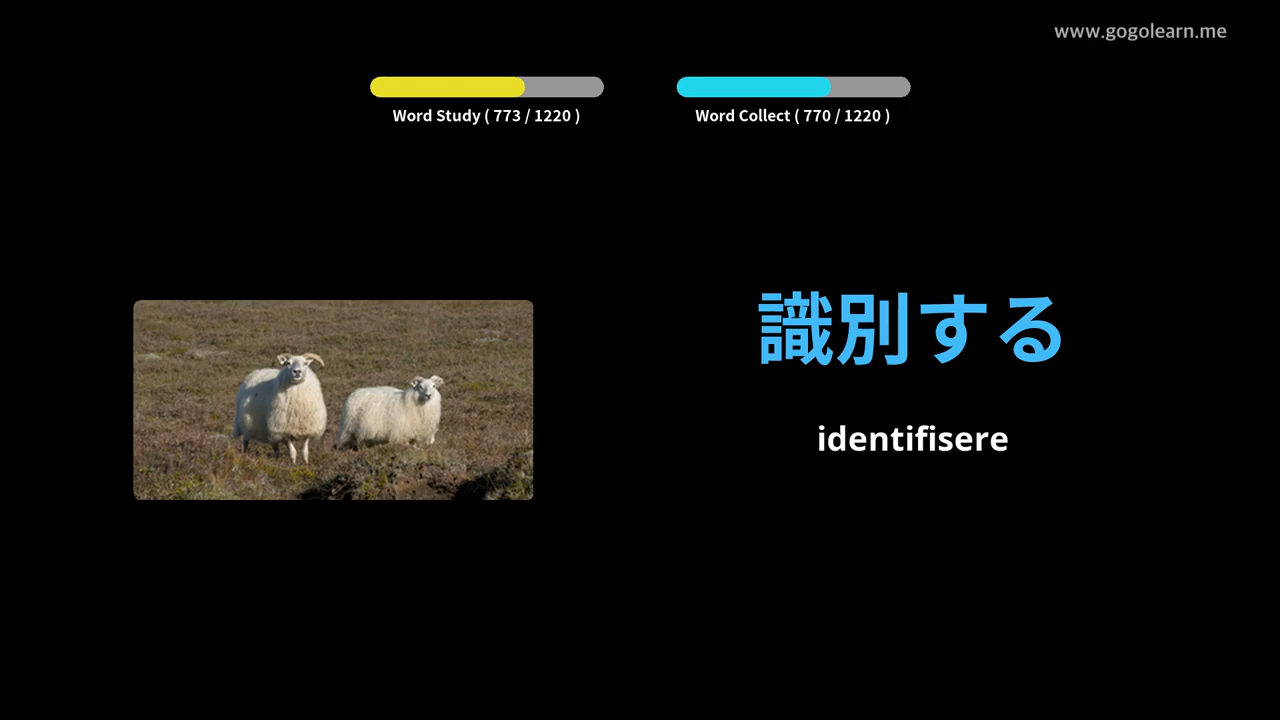 www.gogolearn.me
Word Study ( 773 / 1220 )
Word Collect ( 770 / 1220 )
識別する
identifisere